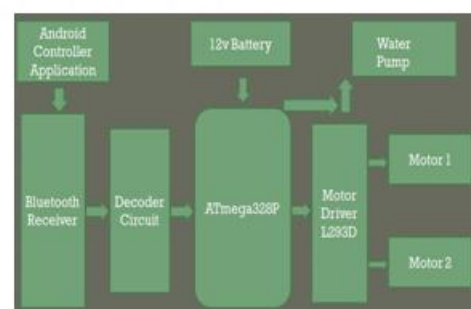 Android
Controller
Application
12v Battery
Water
Pump
Bluetooth
Receiver
Decoder
Circuit
ATmega328P
Motor
Driver
L293D
Motor 1
Motor 2